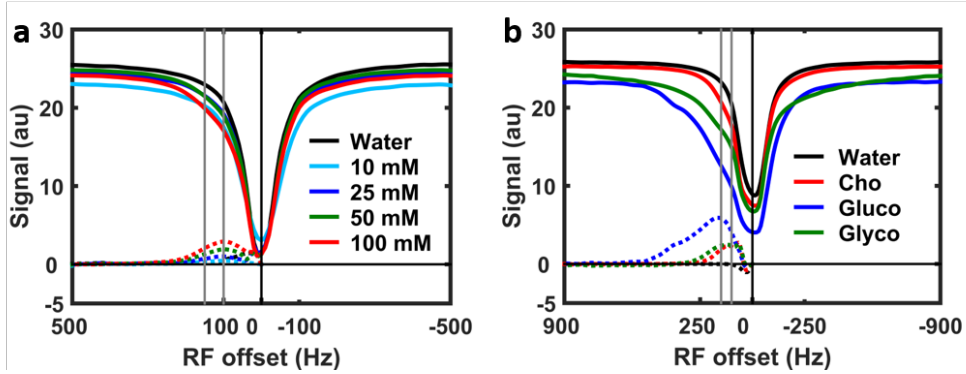 a
30
20
10
0
-5
Signal (au)
Water
10 mM
25 mM
50 mM
100 mM
500 100 0 -100 -500
RF offset (Hz)
b
30
20
10
0
-5
Signal (au)
Water
Cho
Gluco
Glyco
900 250 0 -250 -900
RF offset (Hz)